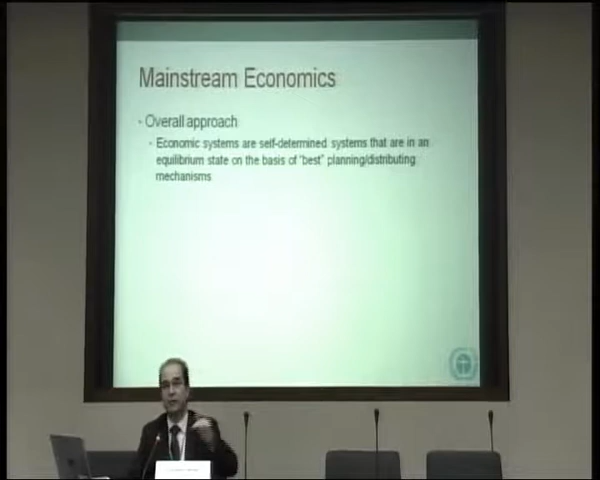 Mainstream Economics
• Overall approach
• Economic systems are self-determined systems that are in an
equilibrium state on the basis of "best" planning/distributing
mechanisms